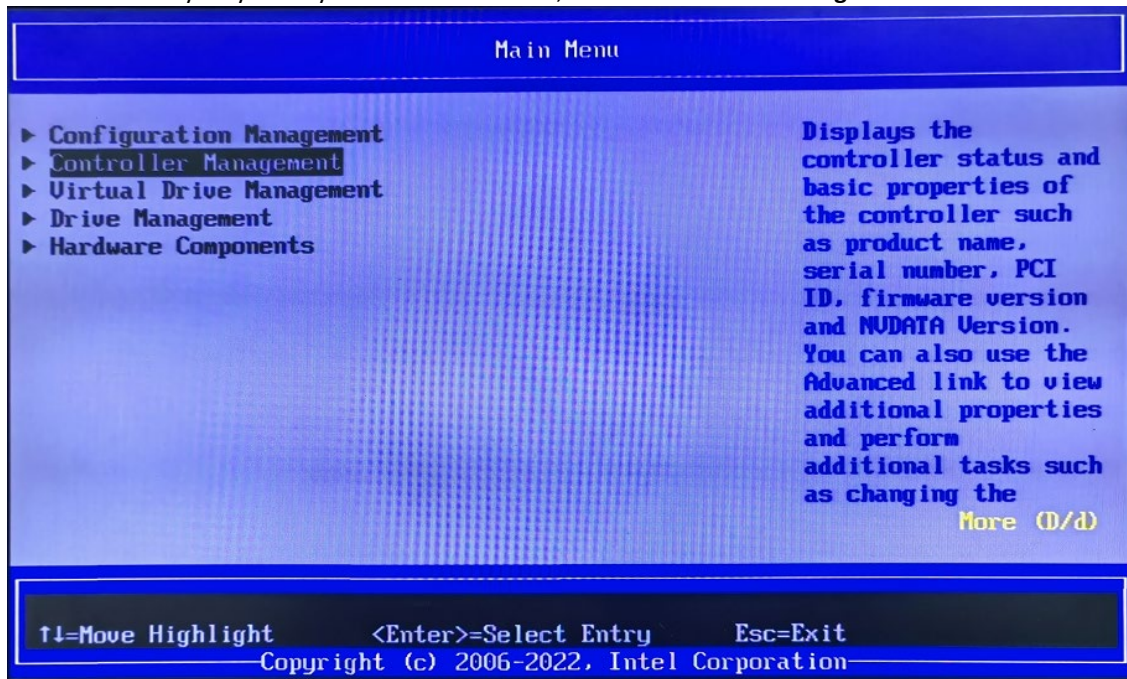 Main Menu
► Configuration Management
► Controller Management
► Virtual Drive Management
► Drive Management
► Hardware Components
Displays the
controller status and
basic properties of
the controller such
as product name,
serial number, PCI
ID, firmware version
and NVDATA Version.
You can also use the
Advanced link to view
additional properties
and perform
additional tasks such
as changing the
More (D/d)
↑↓=Move Highlight <Enter>=Select Entry Esc=Exit
Copyright (c) 2006-2022, Intel Corporation